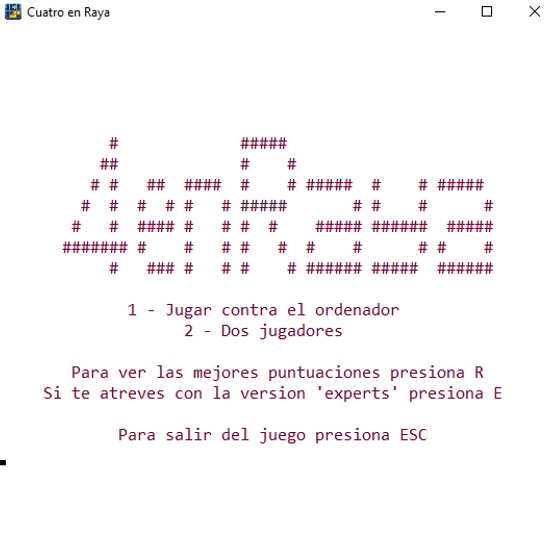 Cuatro en Raya
4enRaya
1 - Jugar contra el ordenador
2 - Dos jugadores
Para ver las mejores puntuaciones presiona R
Si te atreves con la version 'experts' presiona E
Para salir del juego presiona ESC